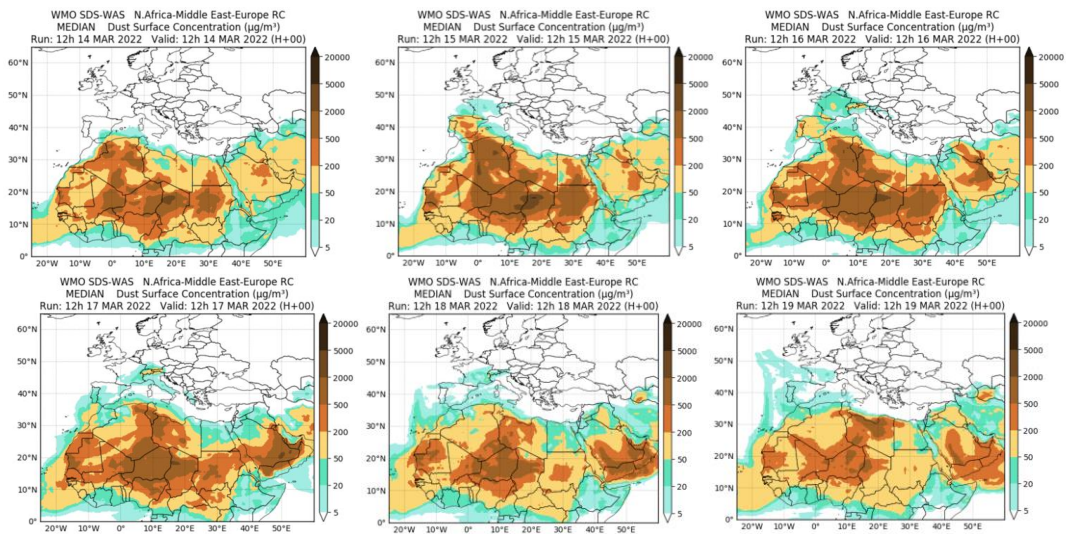 WMO SDS-WAS   N.Africa-Middle East-Europe RC
MEDIAN    Dust Surface Concentration (µg/m³)
Run: 12h 14 MAR 2022   Valid: 12h 14 MAR 2022 (H+00)
60°N
50°N
40°N
30°N
20°N
10°N
0°
20°W 10°W 0° 10°E 20°E 30°E 40°E 50°E
20000
5000
2000
500
200
50
20
5
WMO SDS-WAS   N.Africa-Middle East-Europe RC
MEDIAN    Dust Surface Concentration (µg/m³)
Run: 12h 15 MAR 2022   Valid: 12h 15 MAR 2022 (H+00)
60°N
50°N
40°N
30°N
20°N
10°N
0°
20°W 10°W 0° 10°E 20°E 30°E 40°E 50°E
20000
5000
2000
500
200
50
20
5
WMO SDS-WAS   N.Africa-Middle East-Europe RC
MEDIAN    Dust Surface Concentration (µg/m³)
Run: 12h 16 MAR 2022   Valid: 12h 16 MAR 2022 (H+00)
60°N
50°N
40°N
30°N
20°N
10°N
0°
20°W 10°W 0° 10°E 20°E 30°E 40°E 50°E
20000
5000
2000
500
200
50
20
5
WMO SDS-WAS   N.Africa-Middle East-Europe RC
MEDIAN    Dust Surface Concentration (µg/m³)
Run: 12h 17 MAR 2022   Valid: 12h 17 MAR 2022 (H+00)
60°N
50°N
40°N
30°N
20°N
10°N
0°
20°W 10°W 0° 10°E 20°E 30°E 40°E 50°E
20000
5000
2000
500
200
50
20
5
WMO SDS-WAS   N.Africa-Middle East-Europe RC
MEDIAN    Dust Surface Concentration (µg/m³)
Run: 12h 18 MAR 2022   Valid: 12h 18 MAR 2022 (H+00)
60°N
50°N
40°N
30°N
20°N
10°N
0°
20°W 10°W 0° 10°E 20°E 30°E 40°E 50°E
20000
5000
2000
500
200
50
20
5
WMO SDS-WAS   N.Africa-Middle East-Europe RC
MEDIAN    Dust Surface Concentration (µg/m³)
Run: 12h 19 MAR 2022   Valid: 12h 19 MAR 2022 (H+00)
60°N
50°N
40°N
30°N
20°N
10°N
0°
20°W 10°W 0° 10°E 20°E 30°E 40°E 50°E
20000
5000
2000
500
200
50
20
5